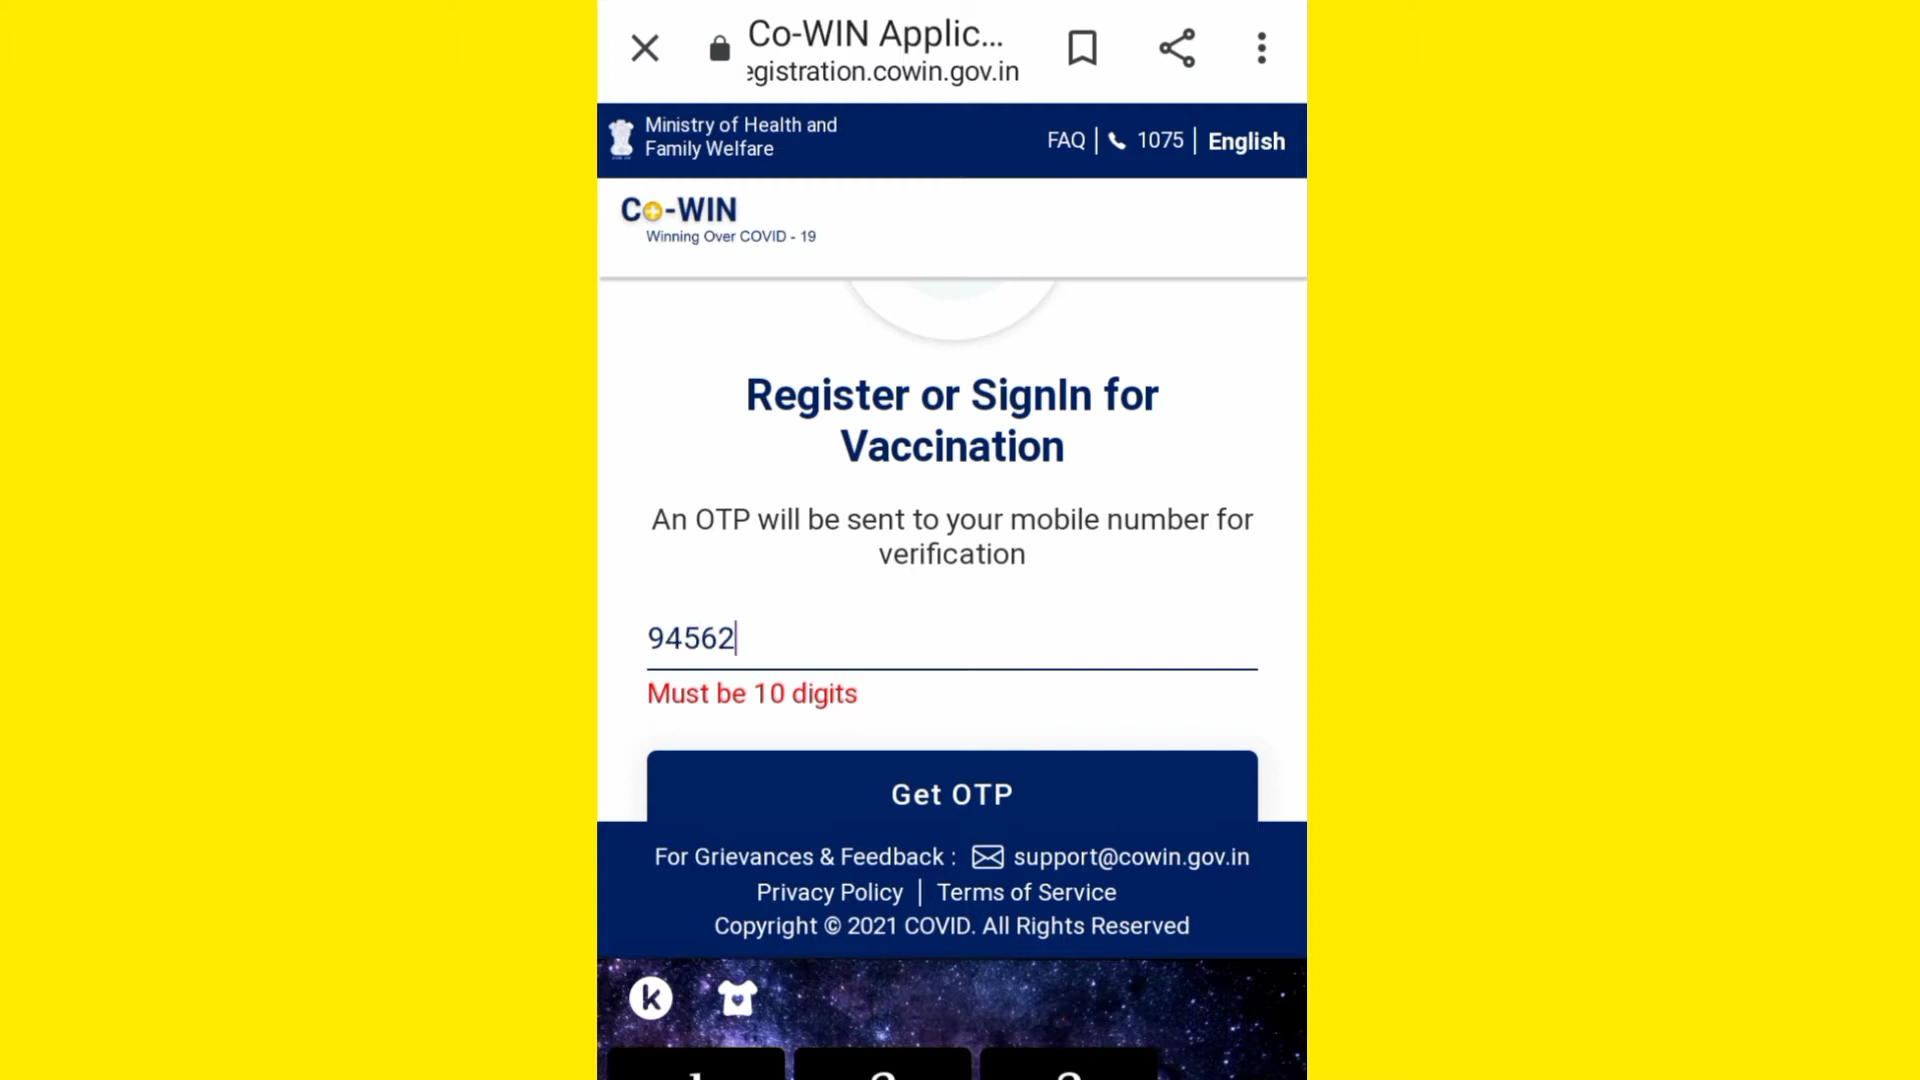 Co-WIN Applic...
egistration.cowin.gov.in
Ministry of Health and
Family Welfare
FAQ | 1075 | English
Co-WIN
Winning Over COVID - 19
Register or SignIn for
Vaccination
An OTP will be sent to your mobile number for
verification
94562
Must be 10 digits
Get OTP
For Grievances & Feedback : support@cowin.gov.in
Privacy Policy | Terms of Service
Copyright © 2021 COVID. All Rights Reserved
k